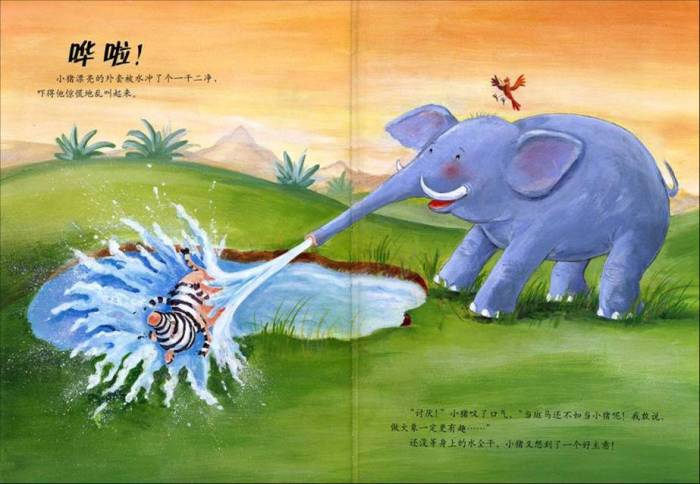 哗啦！
小猪漂亮的外套被水冲了个一干二净，
吓得他惊慌地乱叫起来。
“讨厌！”小猪叹了口气，“当斑马还不如当小猪呢！我敢说，
做大象一定更有趣……”
还没等身上的水全干，小猪又想到了一个好主意！